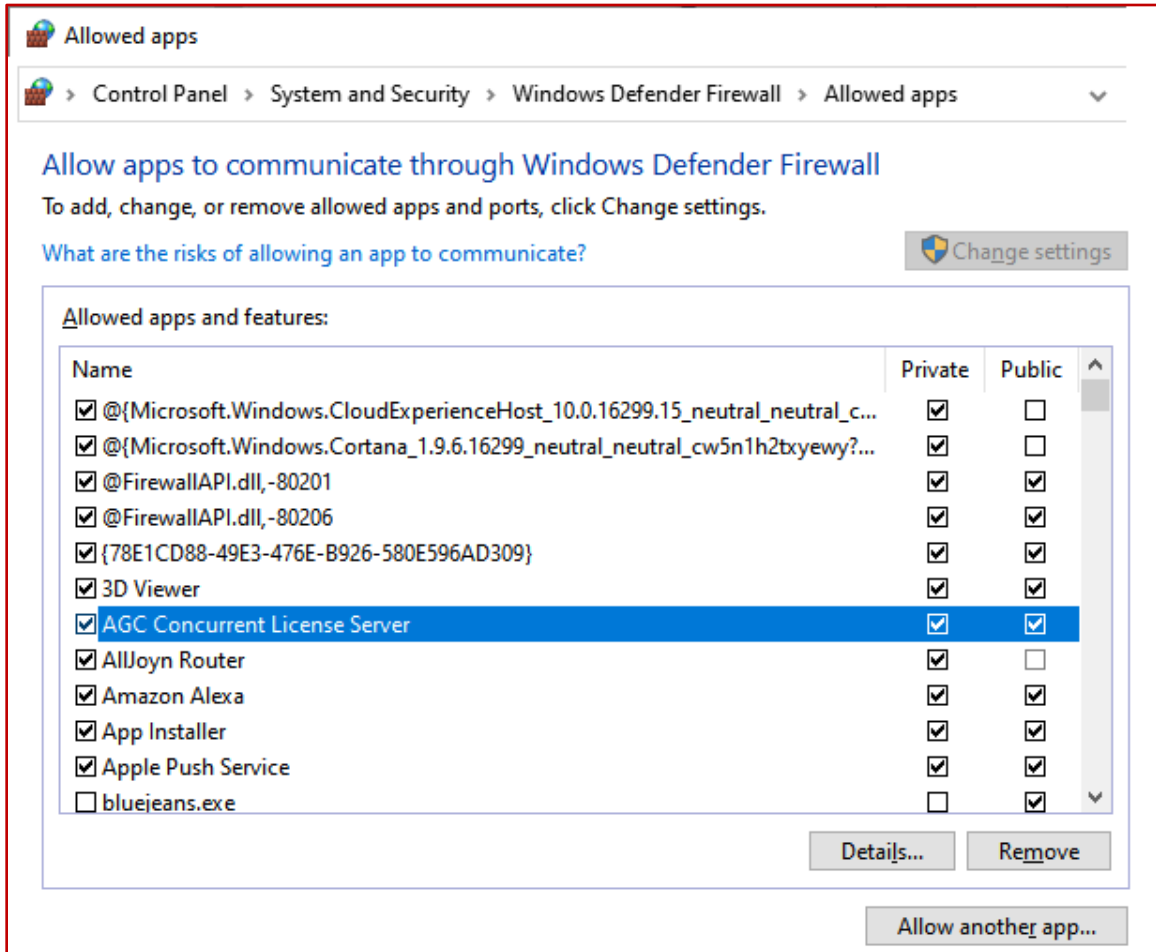 Allowed apps
Control Panel > System and Security > Windows Defender Firewall > Allowed apps
Allow apps to communicate through Windows Defender Firewall
To add, change, or remove allowed apps and ports, click Change settings.
What are the risks of allowing an app to communicate? Change settings
Allowed apps and features:
Name Private Public
@{Microsoft.Windows.CloudExperienceHost_10.0.16299.15_neutral_neutral_c...
@{Microsoft.Windows.Cortana_1.9.6.16299_neutral_neutral_cw5n1h2txyewy?...
@FirewallAPI.dll,-80201
@FirewallAPI.dll,-80206
{78E1CD88-49E3-476E-B926-580E596AD309}
3D Viewer
AGC Concurrent License Server
AllJoyn Router
Amazon Alexa
App Installer
Apple Push Service
bluejeans.exe
Details... Remove
Allow another app...